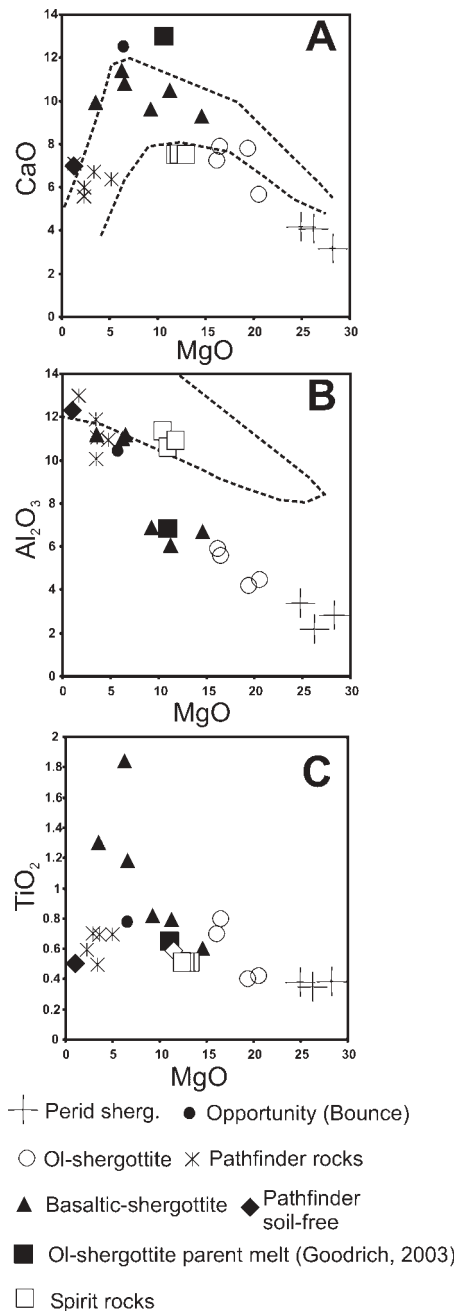 A
14
12
10
8
6
4
2
0
CaO
0 5 10 15 20 25 30
MgO
B
14
12
10
8
6
4
2
0
Al2O3
0 5 10 15 20 25 30
MgO
C
2
1.8
1.6
1.4
1.2
1
0.8
0.6
0.4
0.2
0
TiO2
0 5 10 15 20 25 30
MgO
Perid sherg. Opportunity (Bounce)
Ol-shergottite Pathfinder rocks
Basaltic-shergottite Pathfinder
soil-free
Ol-shergottite parent melt (Goodrich, 2003)
Spirit rocks